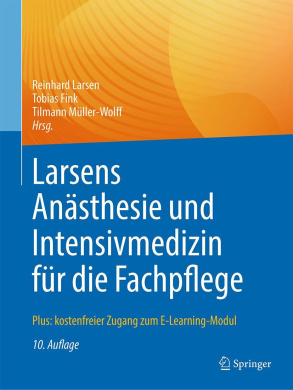 Reinhard Larsen
Tobias Fink
Tilmann Müller-Wolff
Hrsg.
Larsens
Anästhesie und
Intensivmedizin
für die Fachpflege
Plus: kostenfreier Zugang zum E-Learning-Modul
10. Auflage
Springer